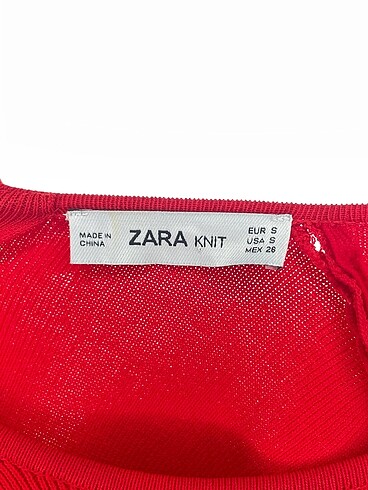 MADE IN
CHINA
ZARA KNIT
EUR S
USA S
MEX 26